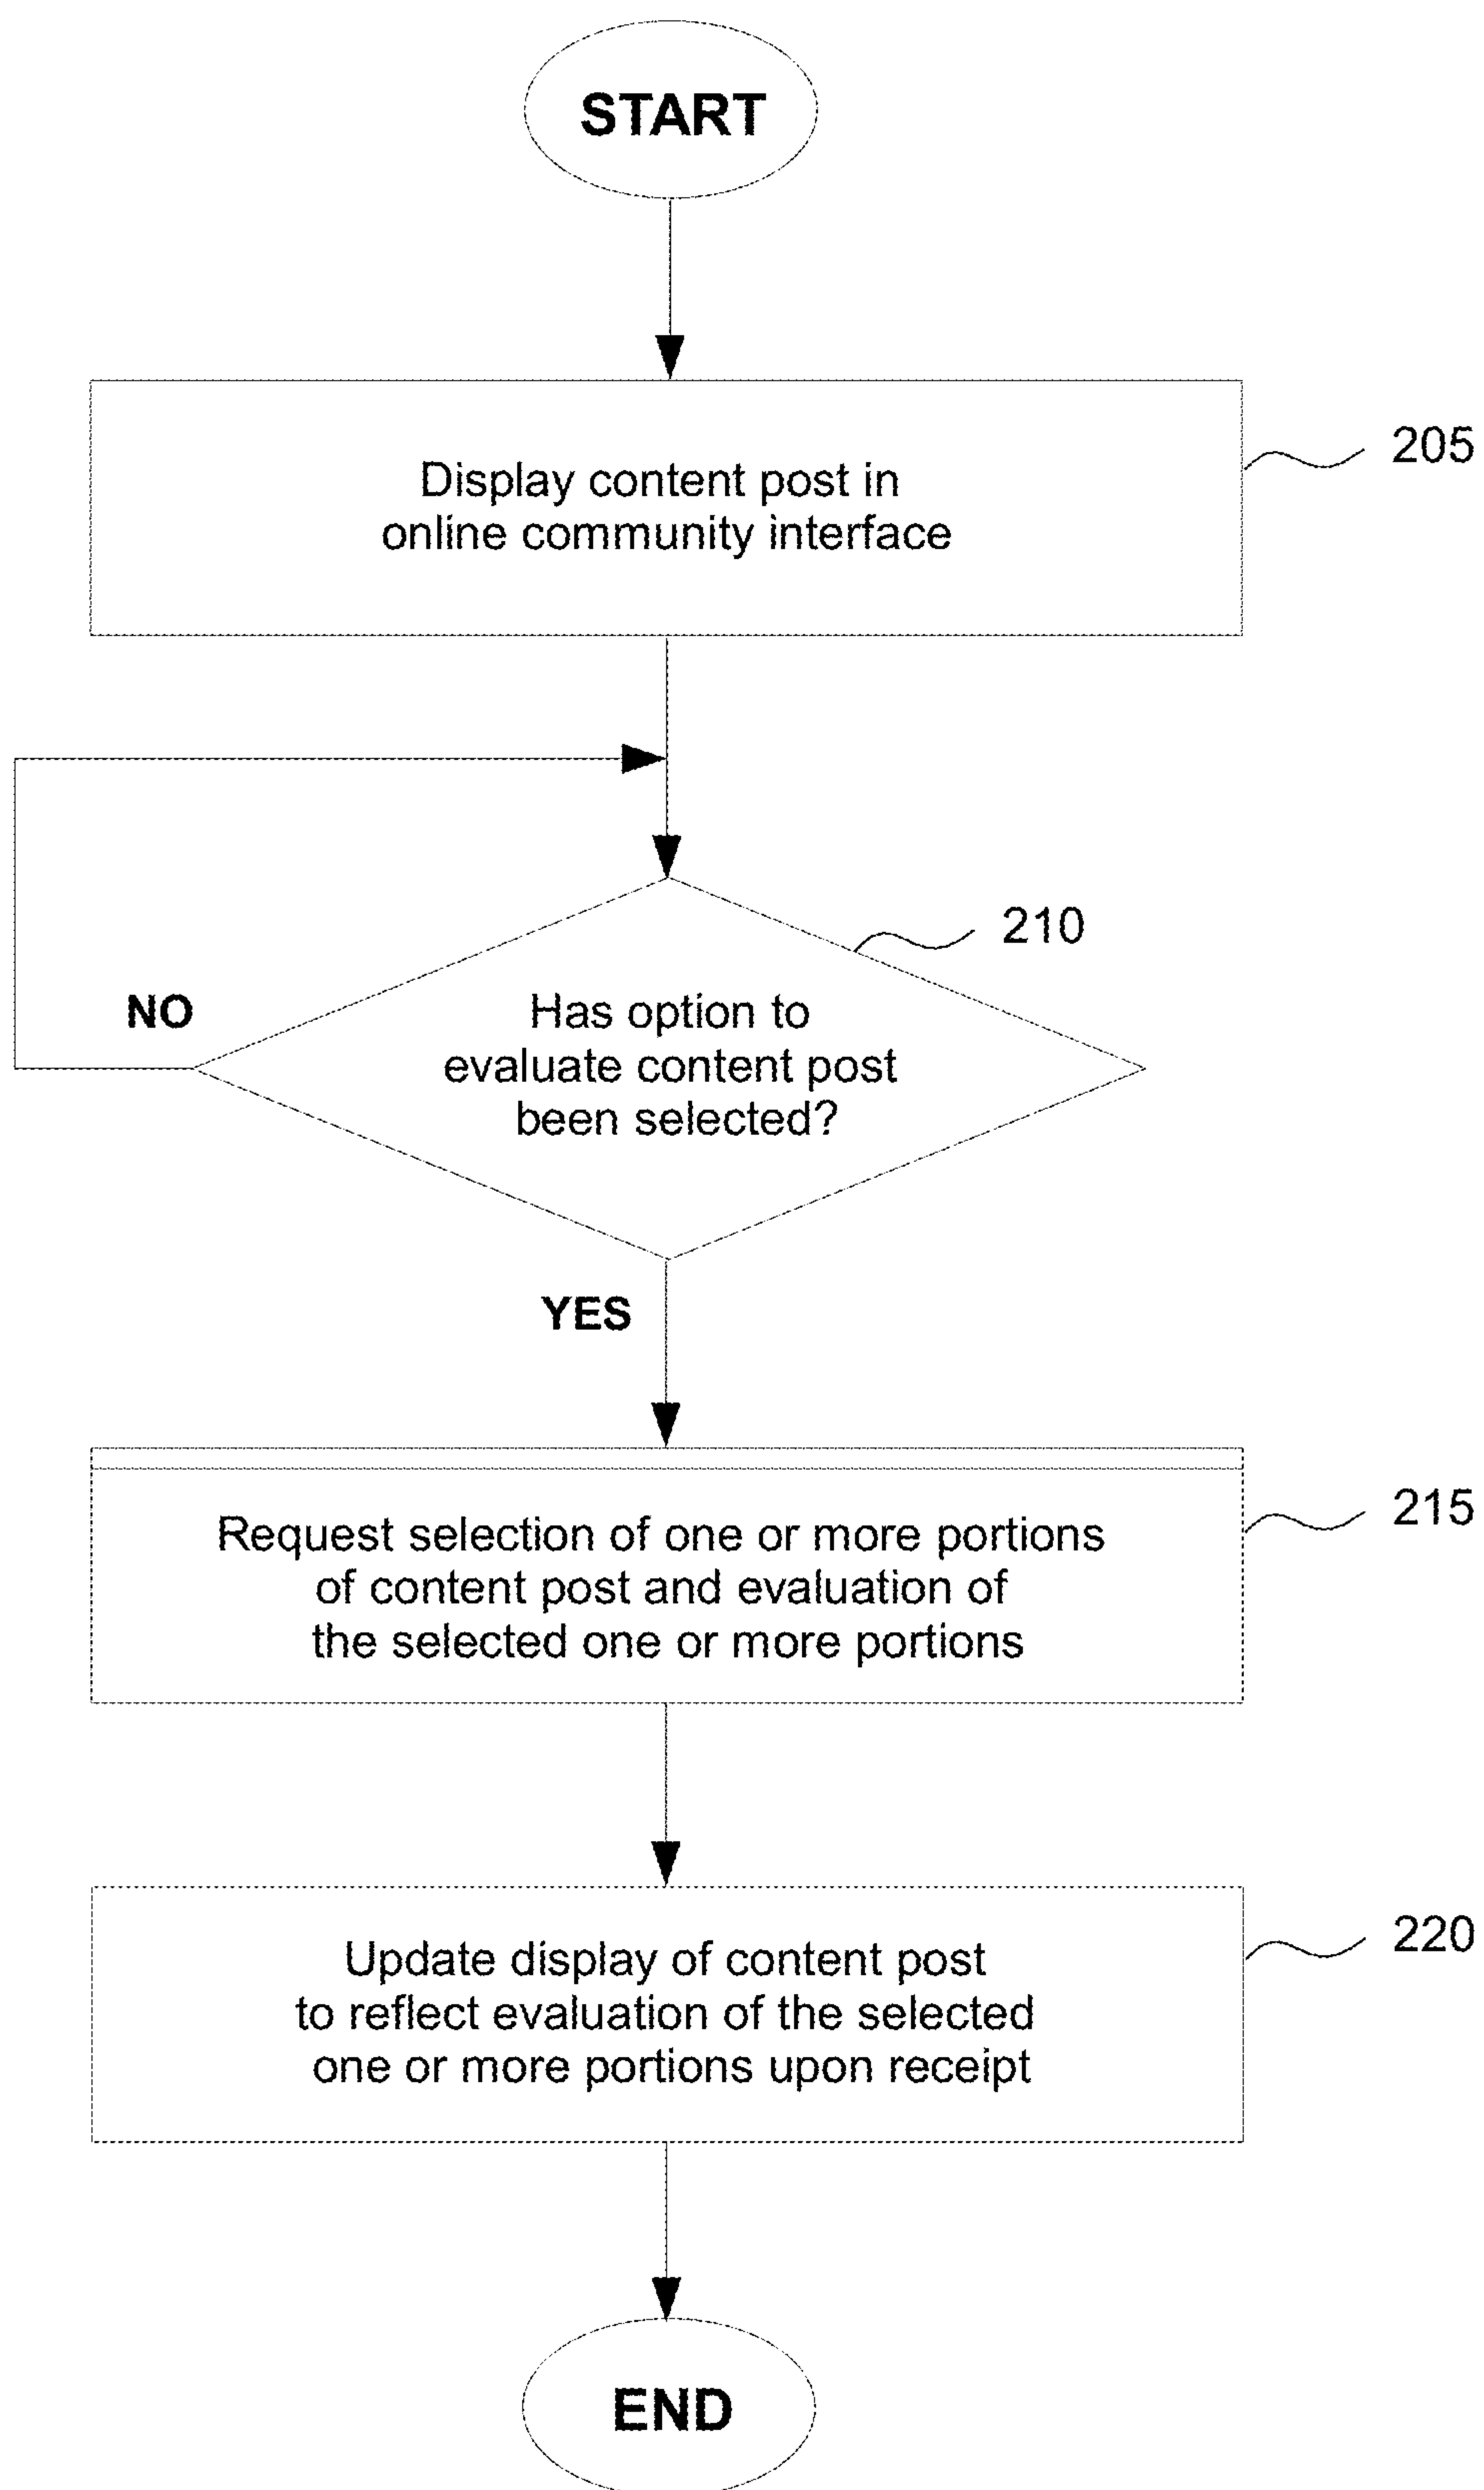 START
Display content post in
online community interface
205
210
Has option to
evaluate content post
been selected?
NO
YES
Request selection of one or more portions
of content post and evaluation of
the selected one or more portions
215
Update display of content post
to reflect evaluation of the selected
one or more portions upon receipt
220
END